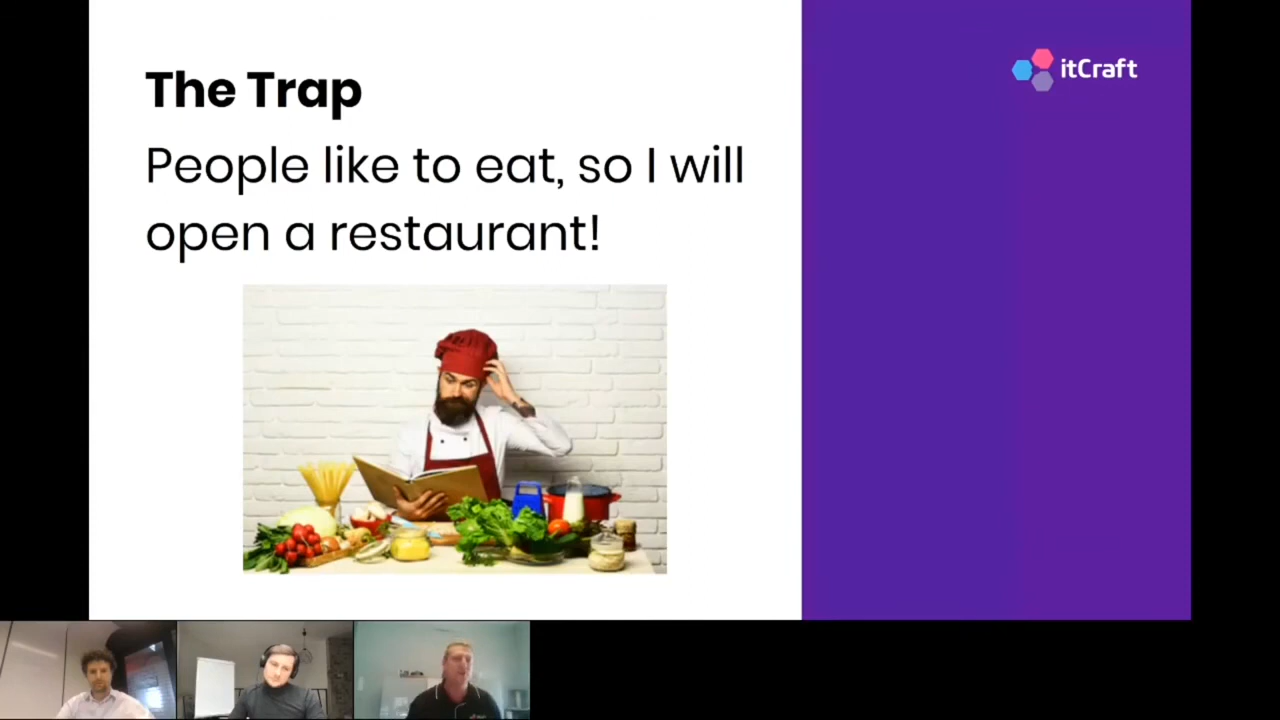 The Trap
People like to eat, so I will
open a restaurant!
itCraft